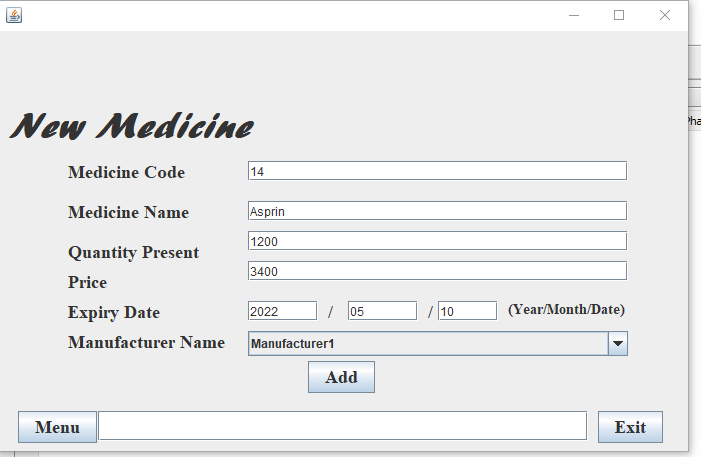 New Medicine
Medicine Code 14
Medicine Name Asprin
Quantity Present 1200
Price 3400
Expiry Date 2022 / 05 / 10 (Year/Month/Date)
Manufacturer Name Manufacturer1
Add
Menu Exit